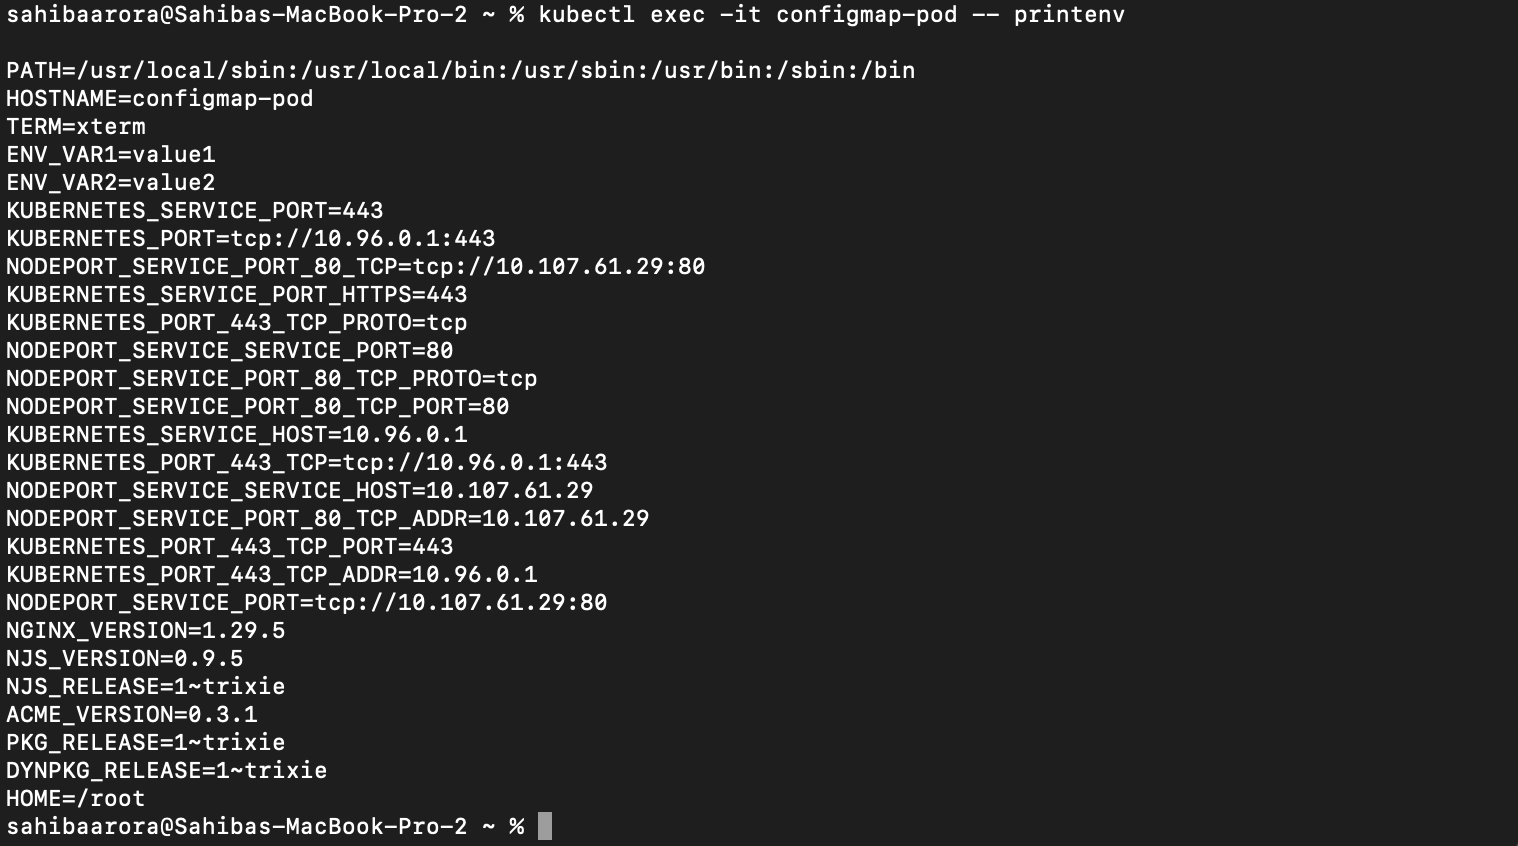 sahibaarora@Sahibas-MacBook-Pro-2 ~ % kubectl exec -it configmap-pod -- printenv
PATH=/usr/local/sbin:/usr/local/bin:/usr/sbin:/usr/bin:/sbin:/bin
HOSTNAME=configmap-pod
TERM=xterm
ENV_VAR1=value1
ENV_VAR2=value2
KUBERNETES_SERVICE_PORT=443
KUBERNETES_PORT=tcp://10.96.0.1:443
NODEPORT_SERVICE_PORT_80_TCP=tcp://10.107.61.29:80
KUBERNETES_SERVICE_PORT_HTTPS=443
KUBERNETES_PORT_443_TCP_PROTO=tcp
NODEPORT_SERVICE_SERVICE_PORT=80
NODEPORT_SERVICE_PORT_80_TCP_PROTO=tcp
NODEPORT_SERVICE_PORT_80_TCP_PORT=80
KUBERNETES_SERVICE_HOST=10.96.0.1
KUBERNETES_PORT_443_TCP=tcp://10.96.0.1:443
NODEPORT_SERVICE_SERVICE_HOST=10.107.61.29
NODEPORT_SERVICE_PORT_80_TCP_ADDR=10.107.61.29
KUBERNETES_PORT_443_TCP_PORT=443
KUBERNETES_PORT_443_TCP_ADDR=10.96.0.1
NODEPORT_SERVICE_PORT=tcp://10.107.61.29:80
NGINX_VERSION=1.29.5
NJS_VERSION=0.9.5
NJS_RELEASE=1~trixie
ACME_VERSION=0.3.1
PKG_RELEASE=1~trixie
DYNPKG_RELEASE=1~trixie
HOME=/root
sahibaarora@Sahibas-MacBook-Pro-2 ~ %